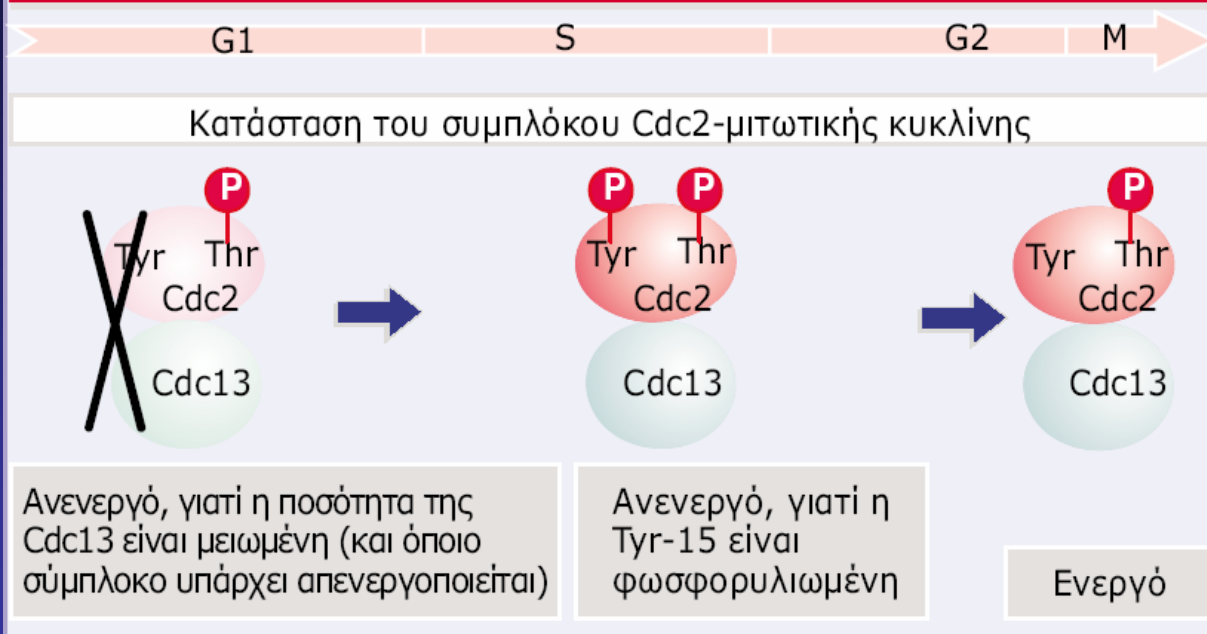 G1 S G2 M
Κατάσταση του συμπλόκου Cdc2-μιτωτικής κυκλίνης
P P P P
Tyr Thr Tyr Thr Tyr Thr
Cdc2 Cdc2 Cdc2
Cdc13 Cdc13 Cdc13
Ανενεργό, γιατί η ποσότητα της
Cdc13 είναι μειωμένη (και όποιο
σύμπλοκο υπάρχει απενεργοποιείται)
Ανενεργό, γιατί η
Tyr-15 είναι
φωσφορυλιωμένη
Ενεργό